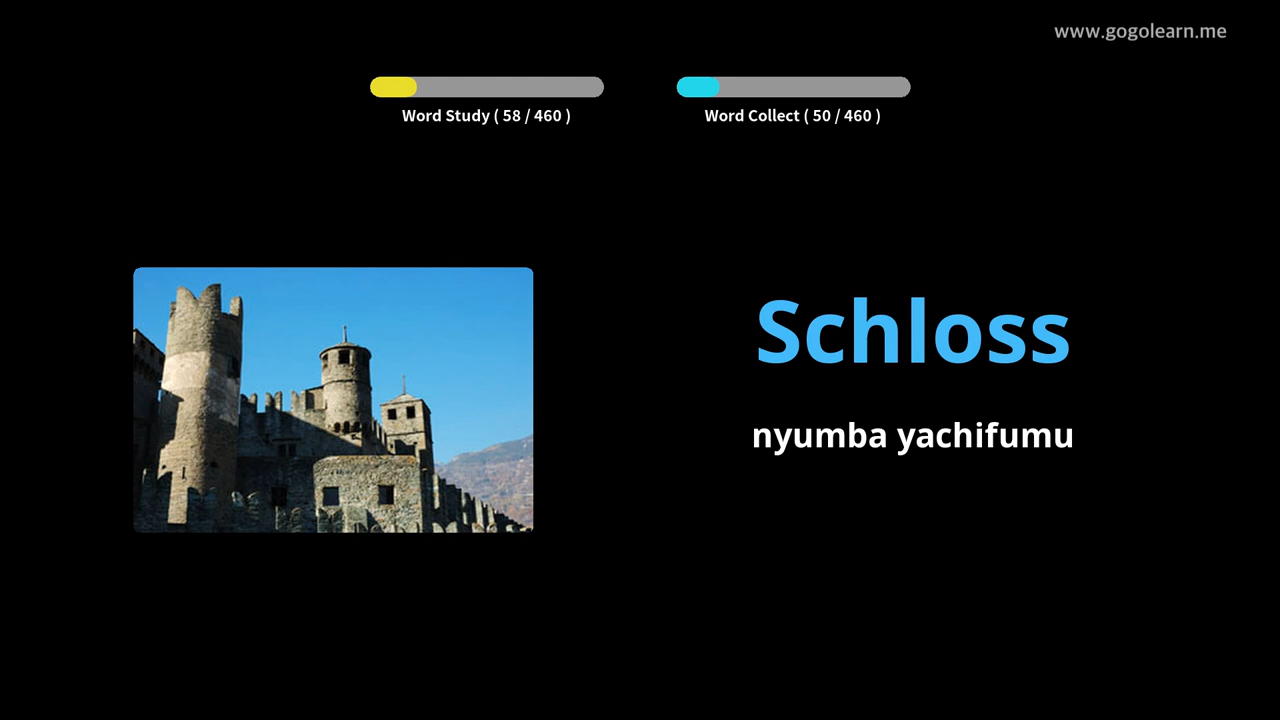 www.gogolearn.me
Word Study ( 58 / 460 )
Word Collect ( 50 / 460 )
Schloss
nyumba yachifumu